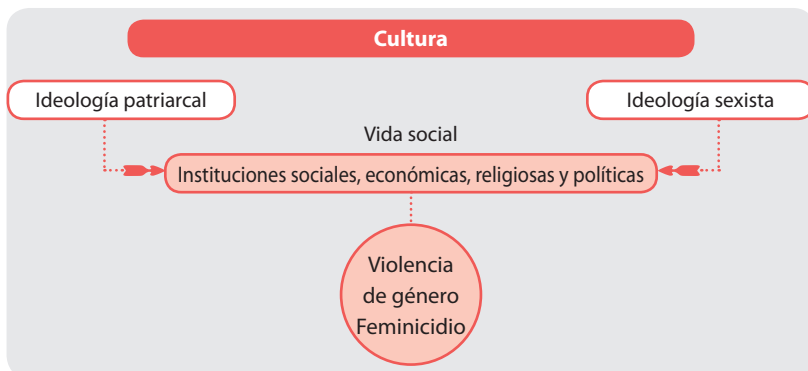 Cultura
Ideología patriarcal
Ideología sexista
Vida social
Instituciones sociales, económicas, religiosas y políticas
Violencia
de género
Feminicidio